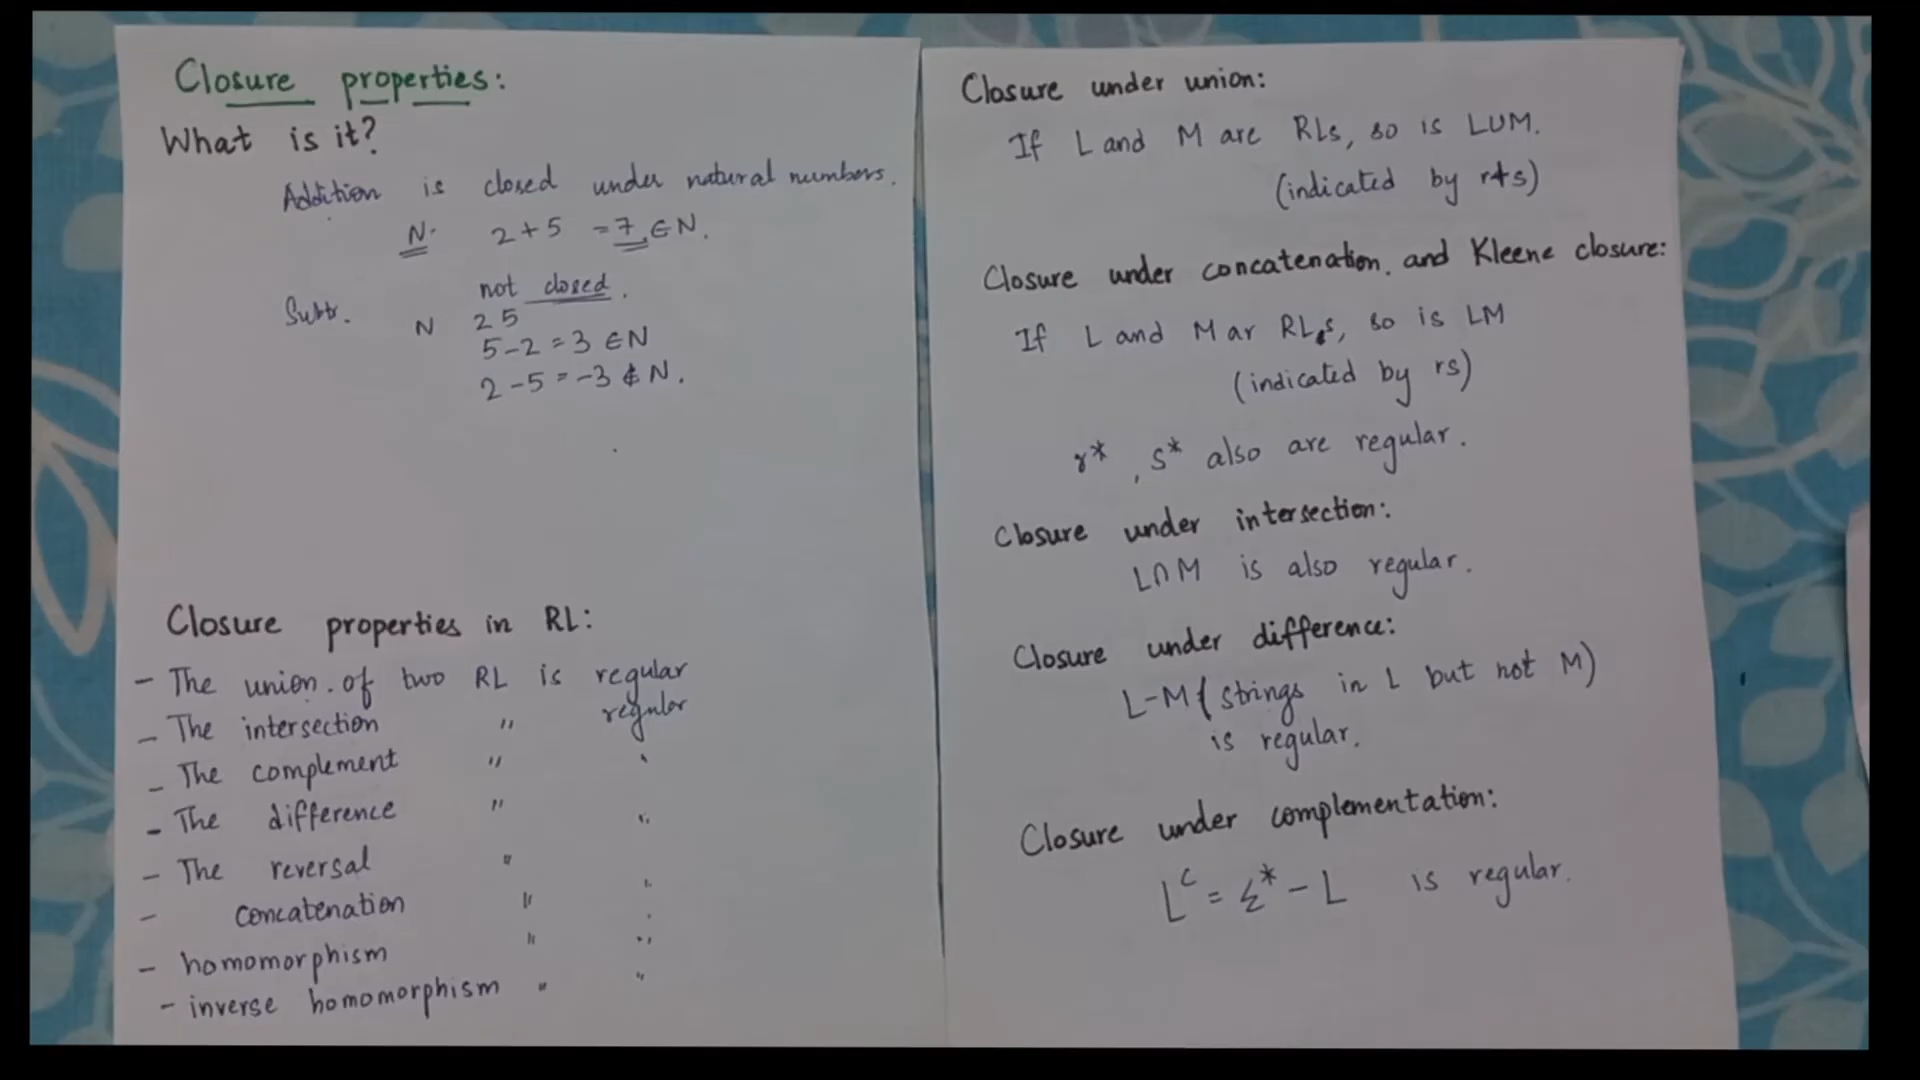 Closure properties:
What is it?
Addition is closed under natural numbers.
N. 2+5 = 7 ∈ N.
not closed.
Subtr. N 2 5
5-2 = 3 ∈ N
2-5 = -3 ∉ N.
Closure properties in RL:
- The union of two RL is regular
- The intersection " regular
- The complement " "
- The difference " "
- The reversal " "
- concatenation " "
- homomorphism " "
- inverse homomorphism " "
Closure under union:
If L and M are RLs, so is L∪M.
(indicated by r+s)
Closure under concatenation and Kleene closure:
If L and M ar RLs, so is LM
(indicated by rs)
r*, s* also are regular.
Closure under intersection:
L∩M is also regular.
Closure under difference:
L-M (strings in L but not M)
is regular.
Closure under complementation:
L^c = Σ* - L is regular.